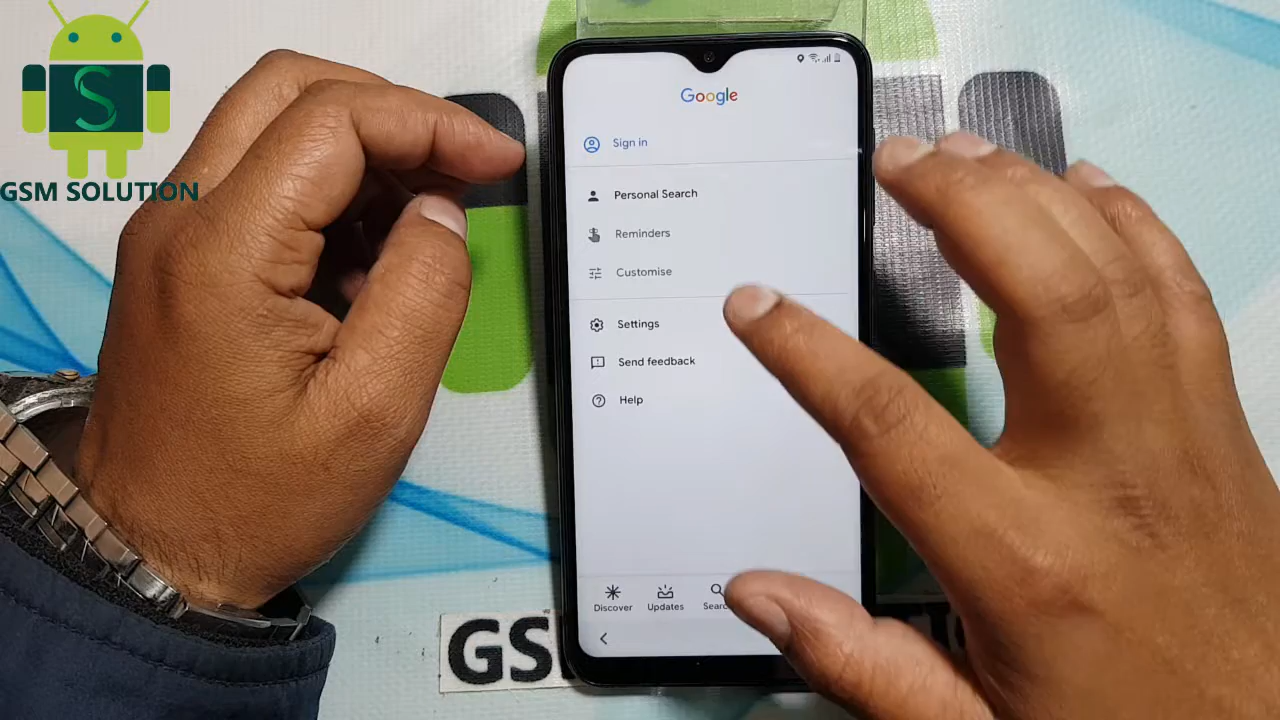 S
GSM SOLUTION
Google
Sign in
Personal Search
Reminders
Customise
Settings
Send feedback
Help
Discover
Updates
GS